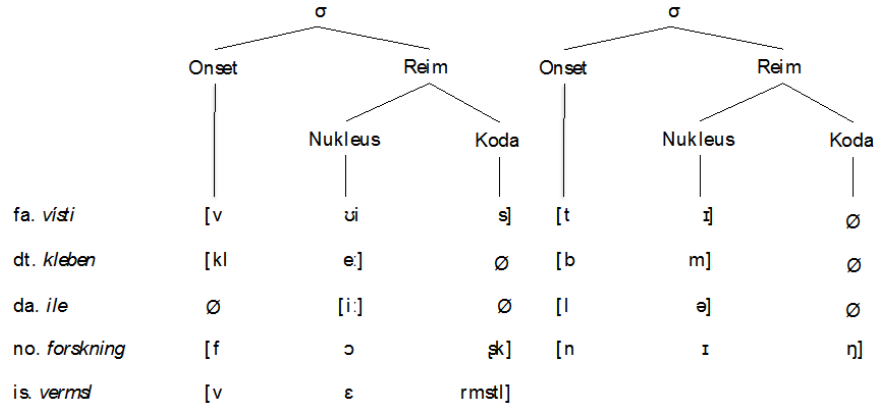 σ σ
Onset Reim Onset Reim
Nukleus Koda Nukleus Koda
fa. vísti [v ʊi s] [t ɪ] Ø
dt. kleben [kl eː] Ø [b m] Ø
da. ile Ø [iː] Ø [l ə] Ø
no. forskning [f ɔ ʂk] [n ɪ ŋ]
is. vermsl [v ɛ rmstl]